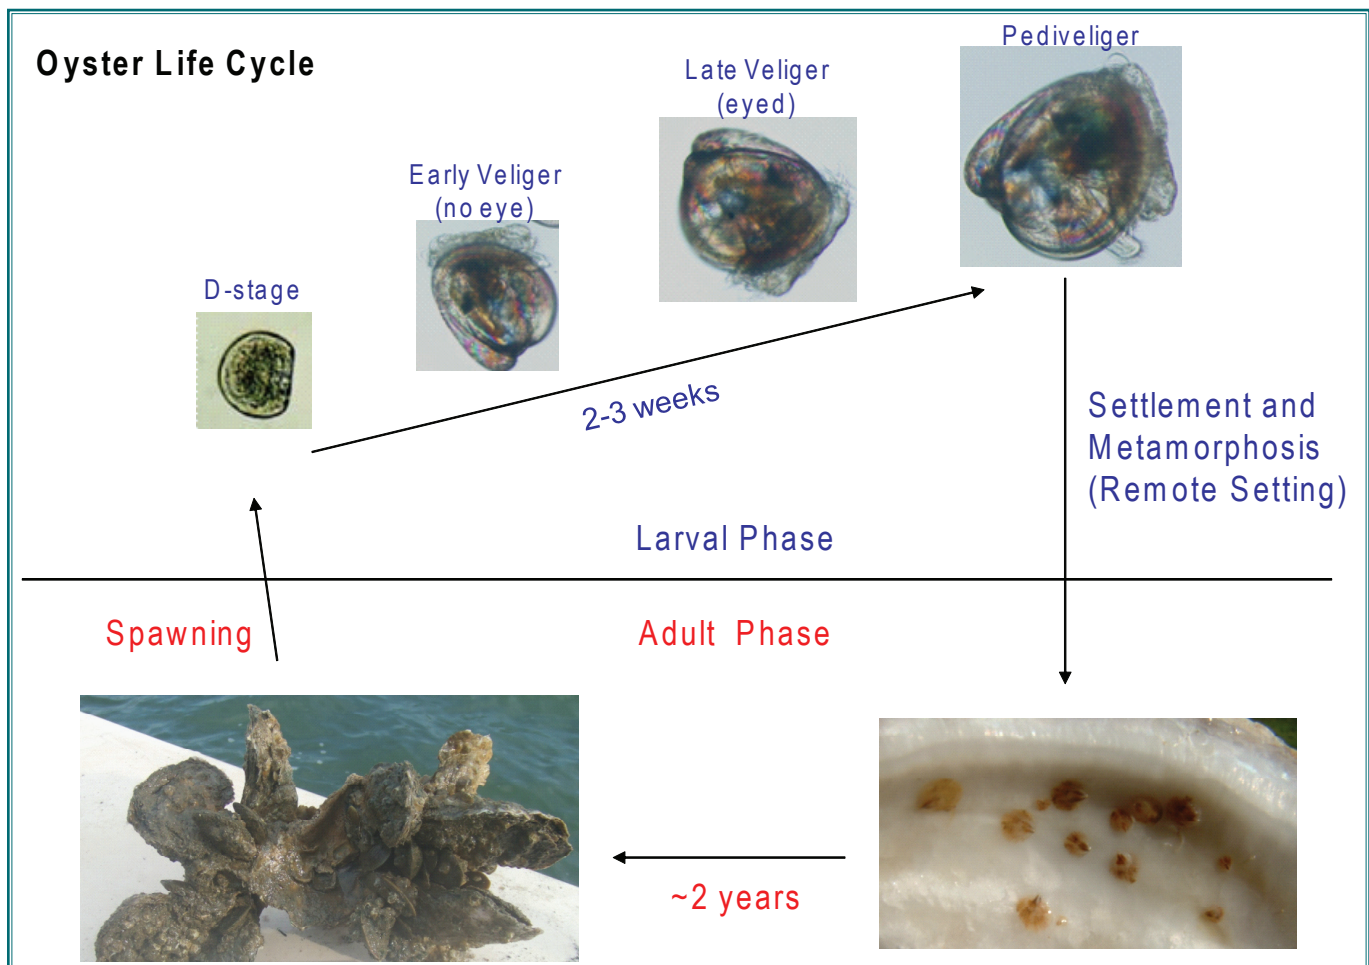 Oyster Life Cycle
Pediveliger
Late Veliger
(eyed)
Early Veliger
(no eye)
D-stage
2-3 weeks
Settlement and
Metamorphosis
(Remote Setting)
Larval Phase
Spawning
Adult Phase
~2 years